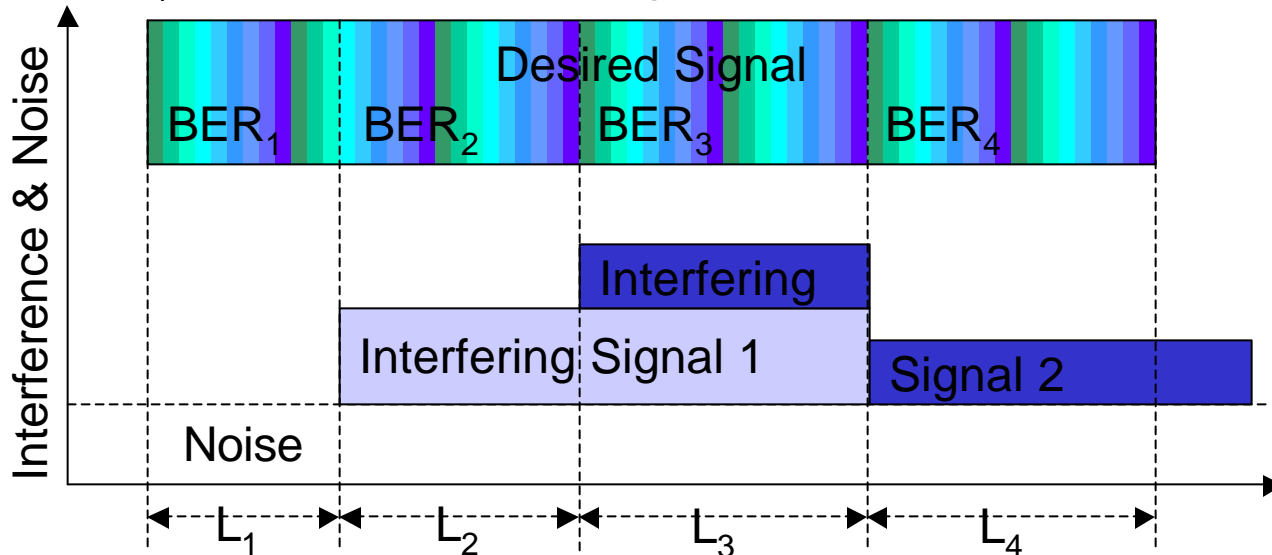 Desired Signal
BER₁ BER₂ BER₃ BER₄
Interference & Noise
Interfering
Interfering Signal 1
Signal 2
Noise
L₁ L₂ L₃ L₄